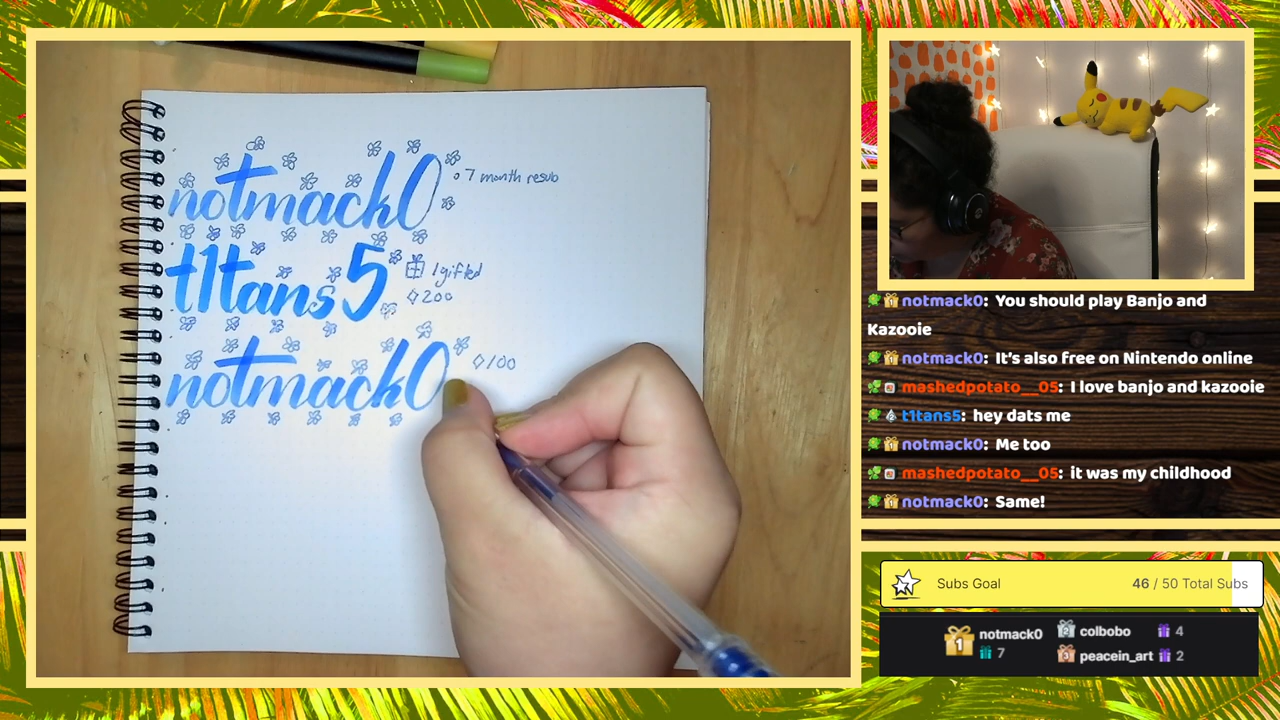 notmack0
7 month resub
t1tans5
1 gifted
200
notmack0
100
notmack0: You should play Banjo and
Kazooie
notmack0: It's also free on Nintendo online
mashedpotato__05: I love banjo and kazooie
t1tans5: hey dats me
notmack0: Me too
mashedpotato__05: it was my childhood
notmack0: Same!
Subs Goal 46 / 50 Total Subs
1 notmack0 7
2 colbobo 4
3 peacein_art 2